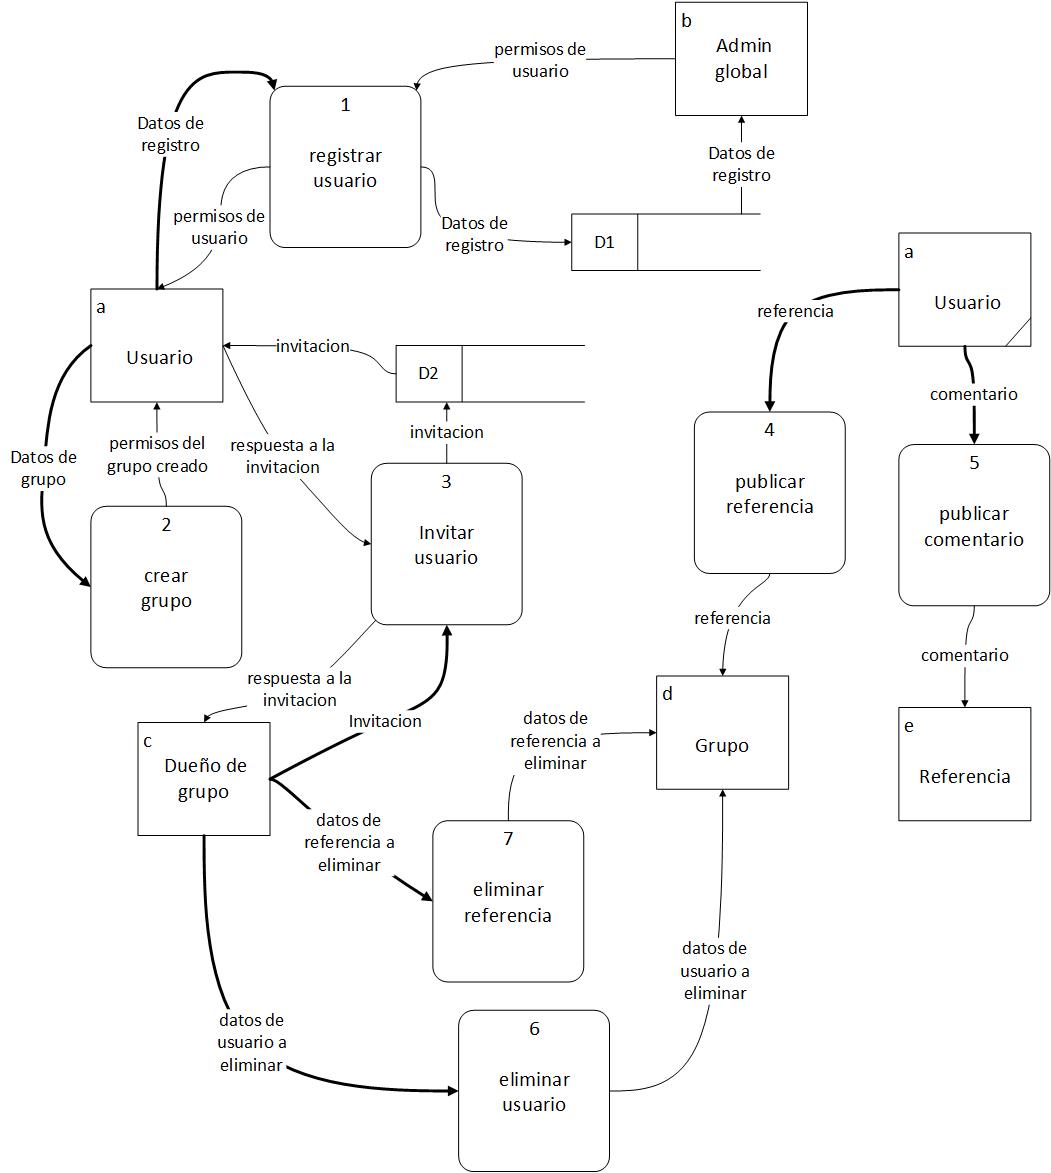 b
Admin
global
permisos de
usuario
1
registrar
usuario
Datos de
registro
Datos de
registro
permisos de
usuario
Datos de
registro
D1
a
Usuario
a
Usuario
referencia
invitacion
D2
comentario
respuesta a la
invitacion
invitacion
permisos del
grupo creado
Datos de
grupo
4
publicar
referencia
5
publicar
comentario
3
Invitar
usuario
2
crear
grupo
referencia
comentario
respuesta a la
invitacion
Invitacion
c
Dueño de
grupo
datos de
referencia a
eliminar
d
Grupo
e
Referencia
datos de
referencia a
eliminar
7
eliminar
referencia
datos de
usuario a
eliminar
datos de
usuario a
eliminar
6
eliminar
usuario